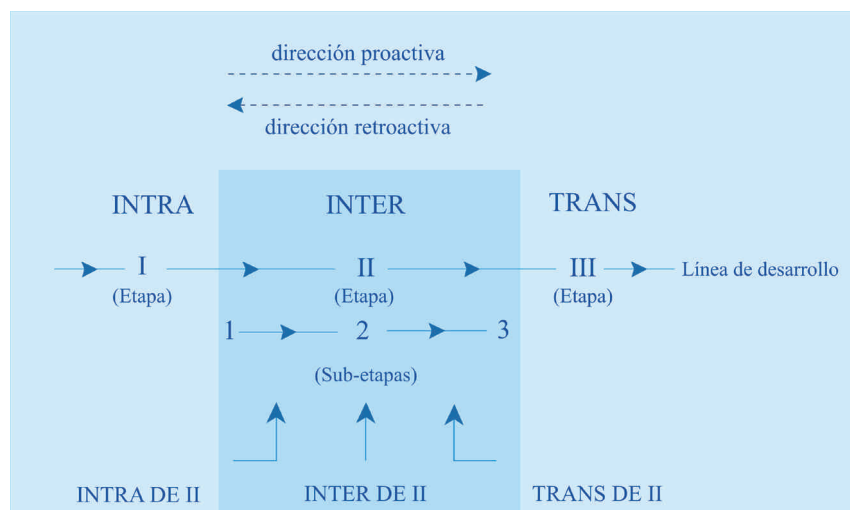 dirección proactiva
dirección retroactiva
INTRA INTER TRANS
I II III Línea de desarrollo
(Etapa) (Etapa) (Etapa)
1 2 3
(Sub-etapas)
INTRA DE II INTER DE II TRANS DE II